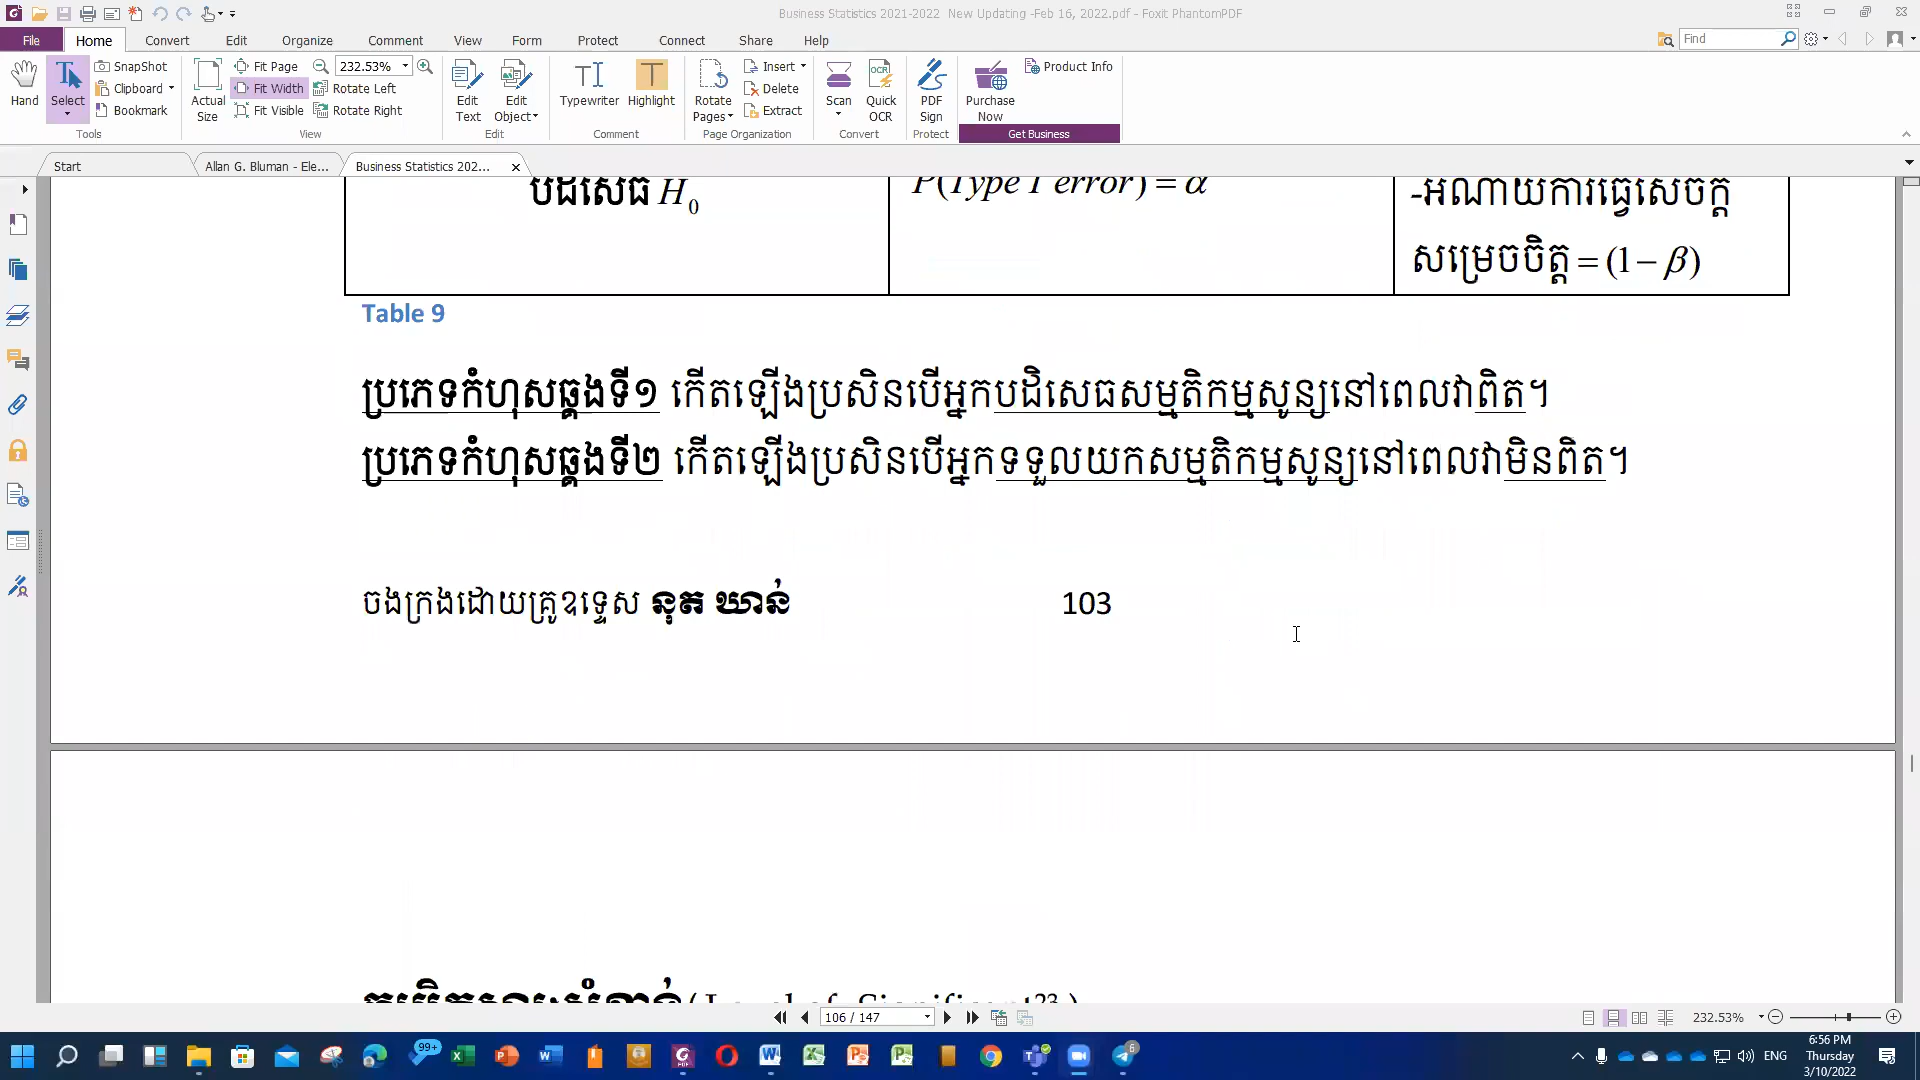 Business Statistics 2021-2022 New Updating -Feb 16, 2022.pdf - Foxit PhantomPDF
File Home Convert Edit Organize Comment View Form Protect Connect Share Help Find
SnapShot Fit Page 232.53% Insert Product Info
Clipboard Fit Width Rotate Left Delete
Bookmark Fit Visible Rotate Right Extract
Hand Select Actual Size Edit Text Edit Object Typewriter Highlight Rotate Pages Scan Quick OCR PDF Sign Purchase Now
Tools View Edit Comment Page Organization Convert Protect Get Business
Start Allan G. Bluman - Ele... Business Statistics 202...
បដិសេធ H0 P(Type I error) = α -អំណាយការធ្វើសេចក្ដី
សម្រេចចិត្ត = (1 − β)
Table 9
ប្រភេទកំហុសឆ្គងទី១ កើតឡើងប្រសិនបើអ្នកបដិសេធសម្មតិកម្មសូន្យនៅពេលវាពិត។
ប្រភេទកំហុសឆ្គងទី២ កើតឡើងប្រសិនបើអ្នកទទួលយកសម្មតិកម្មសូន្យនៅពេលវាមិនពិត។
ចងក្រងដោយគ្រូឧទ្ទេស នុត ឃាន់ 103
(Level of Significant23)
106 / 147 232.53%
99+ 6 ENG
6:56 PM
Thursday
3/10/2022